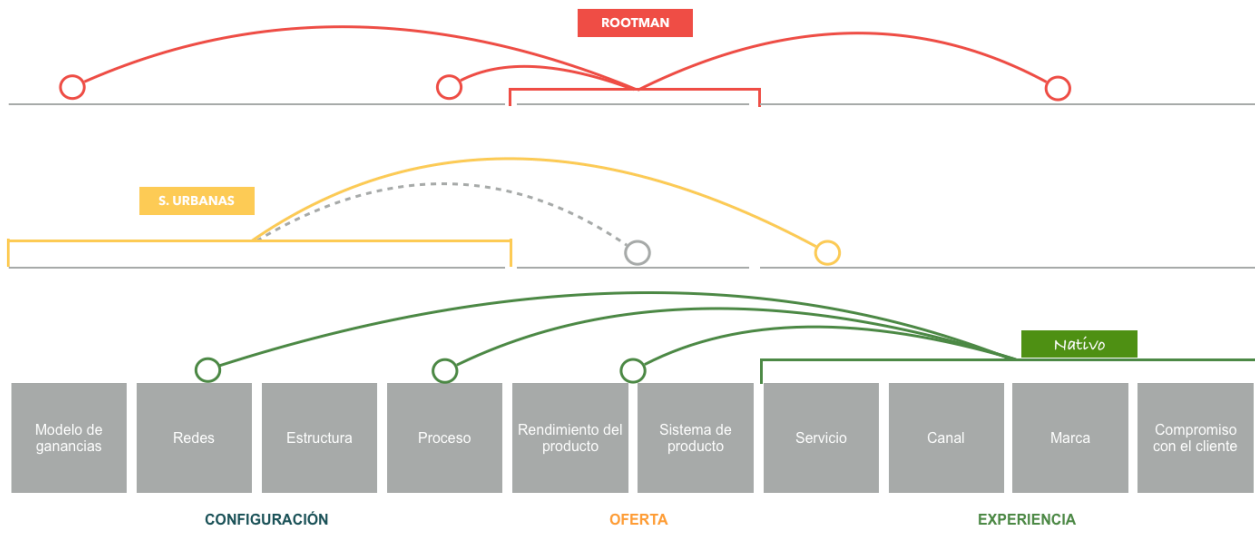 ROOTMAN
S. URBANAS
Nativo
Modelo de
ganancias
Redes
Estructura
Proceso
Rendimiento del
producto
Sistema de
producto
Servicio
Canal
Marca
Compromiso
con el cliente
CONFIGURACIÓN
OFERTA
EXPERIENCIA